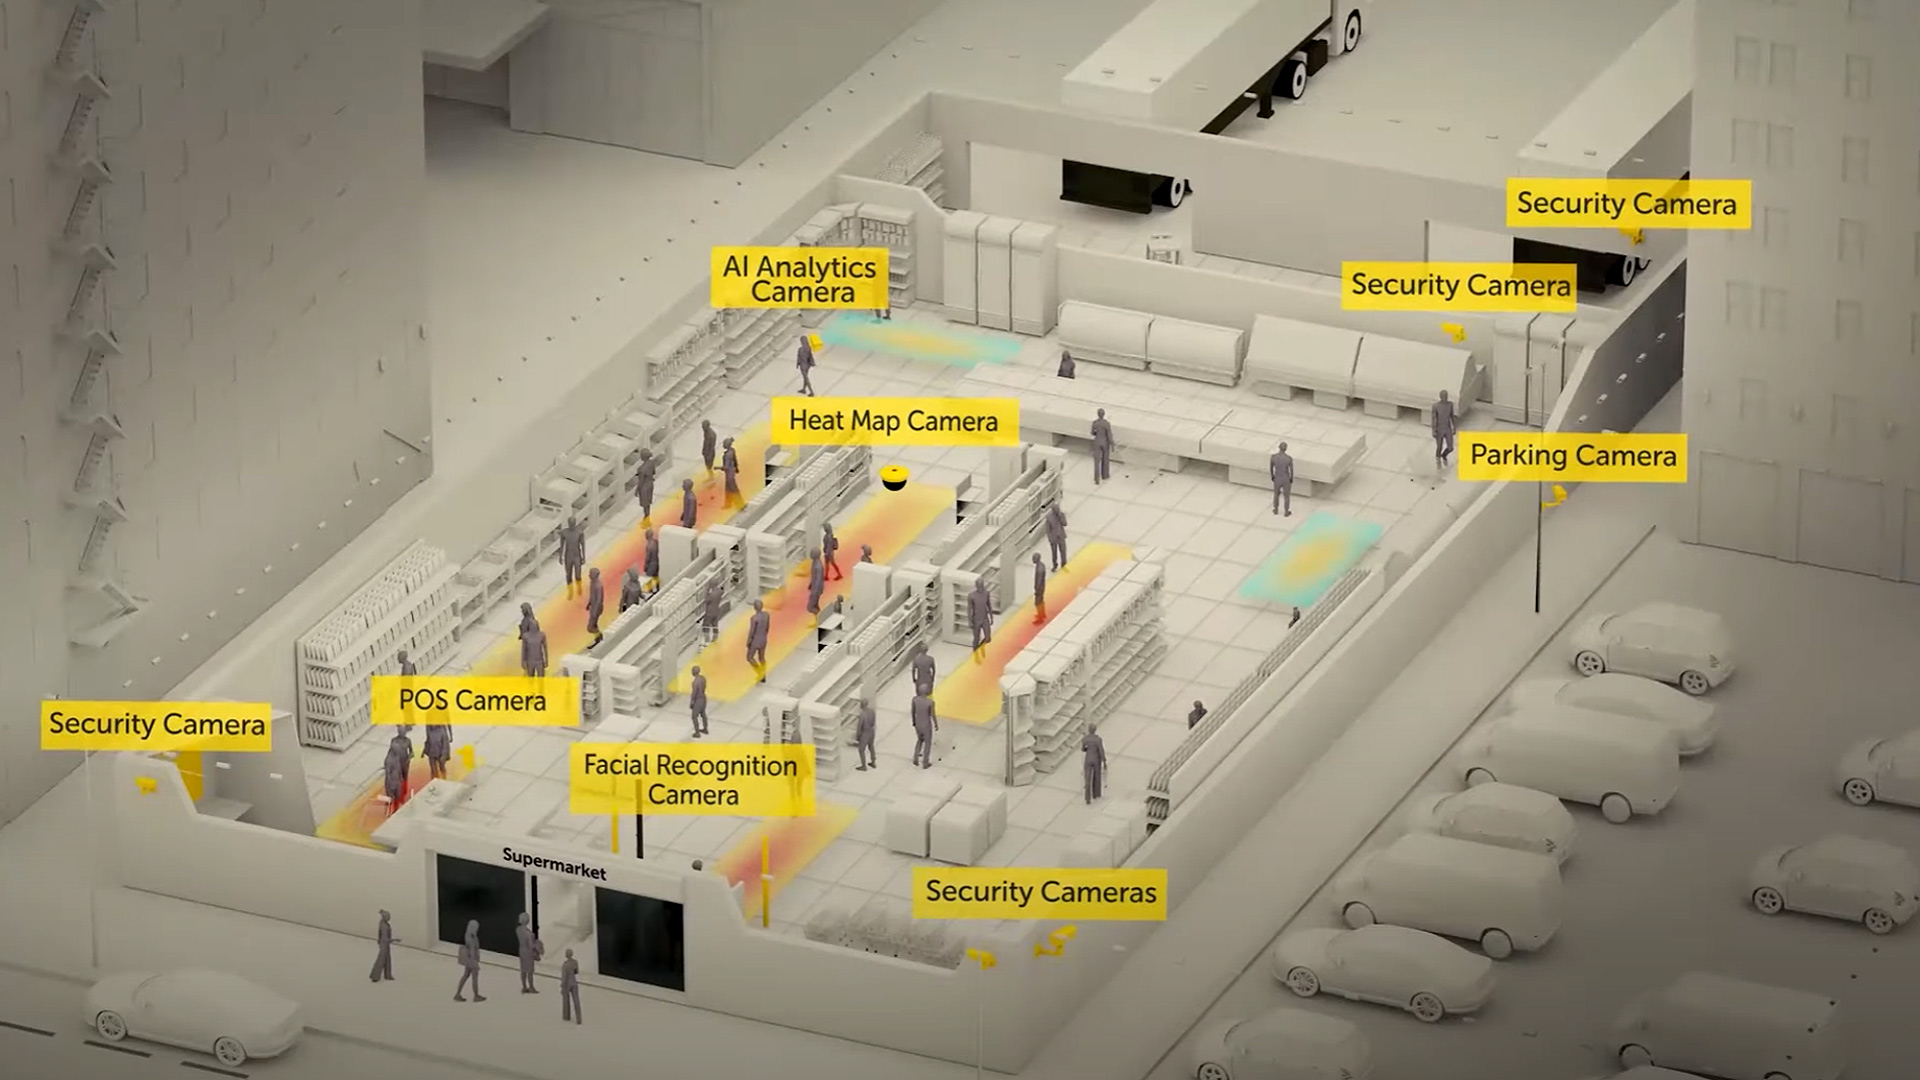 Security Camera
AI Analytics
Camera
Security Camera
Heat Map Camera
Parking Camera
POS Camera
Security Camera
Facial Recognition
Camera
Supermarket
Security Cameras